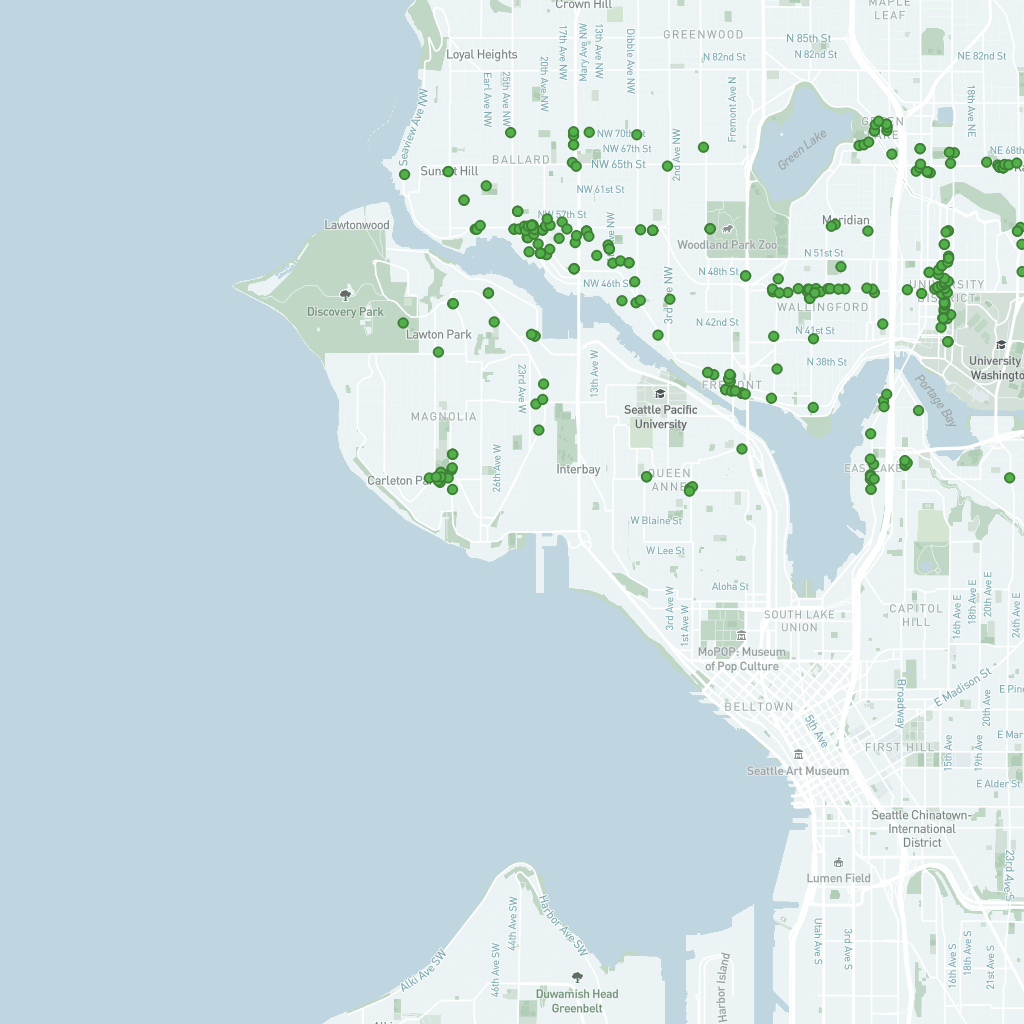 Crown Hill
MAPLE
LEAF
GREENWOOD
N 85th St
N 82nd St
N 82nd St
NE 82nd St
Loyal Heights
17th Ave NW
Mary Ave NW
13th Ave NW
Dibble Ave NW
20th Ave NW
25th Ave NW
Earl Ave NW
Seaview Ave NW
Fremont Ave N
18th Ave NE
GREEN
LAKE
Green Lake
NW 70th St
NW 67th St
NW 65th St
2nd Ave NW
NE 68th
BALLARD
Sunset Hill
NW 61st St
NW 57th St
Lawtonwood
Meridian
Woodland Park Zoo
N 51st St
N 48th St
NW 46th St
3rd Ave NW
UNIVERSITY
DISTRICT
WALLINGFORD
Discovery Park
Lawton Park
N 42nd St
N 41st St
N 38th St
University
Washington
13th Ave W
23rd Ave W
FREMONT
Seattle Pacific
University
Portage Bay
MAGNOLIA
26th Ave W
Interbay
Carleton Park
QUEEN
ANNE
EASTLAKE
W Blaine St
W Lee St
Aloha St
3rd Ave W
1st Ave W
SOUTH LAKE
UNION
CAPITOL
HILL
16th Ave E
18th Ave E
20th Ave E
24th Ave E
MoPOP: Museum
of Pop Culture
BELLTOWN
5th Ave
Broadway
E Madison St
E Pine
20th Ave
15th Ave
19th Ave
FIRST HILL
E Alder St
Seattle Art Museum
Seattle Chinatown-
International
District
Lumen Field
23rd Ave S
Harbor Ave SW
44th Ave SW
46th Ave SW
Alki Ave SW
Duwamish Head
Greenbelt
Harbor Island
Utah Ave S
3rd Ave S
16th Ave S
18th Ave S
21st Ave S